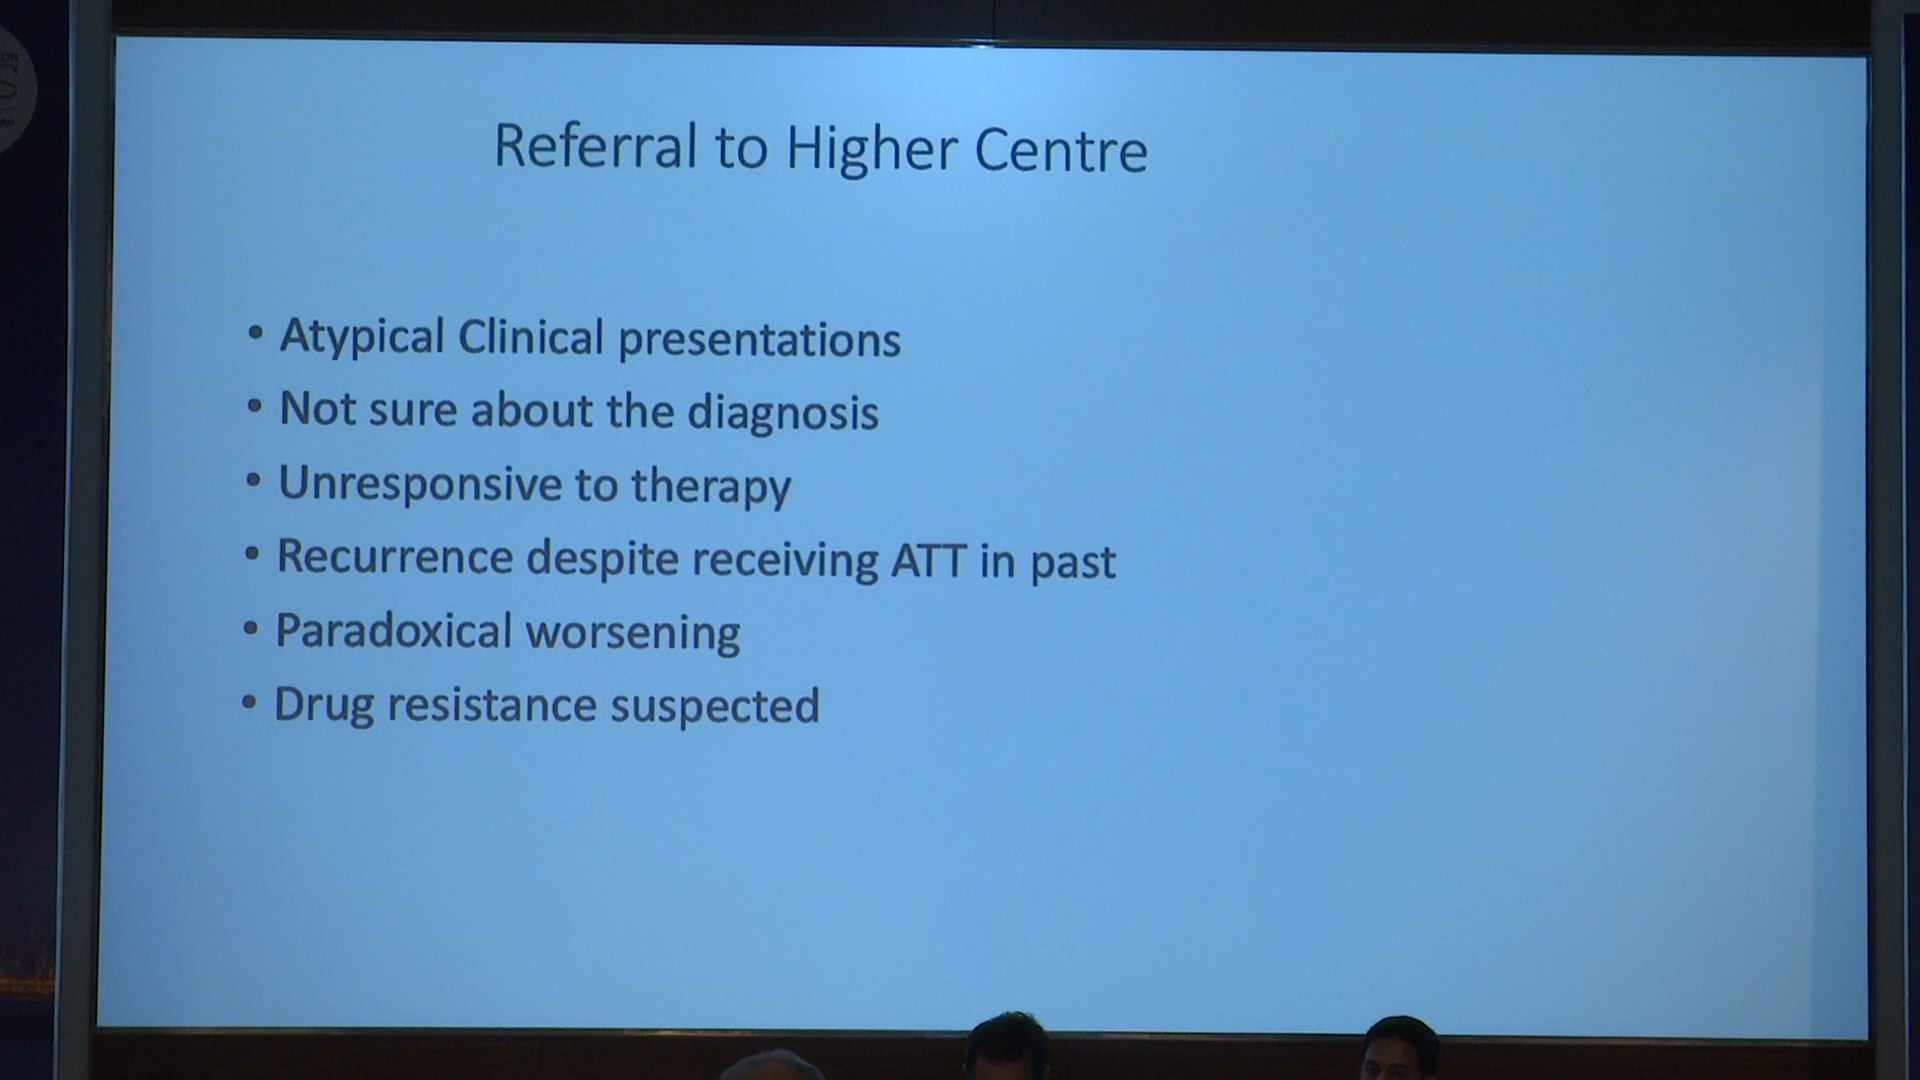 Referral to Higher Centre
• Atypical Clinical presentations
• Not sure about the diagnosis
• Unresponsive to therapy
• Recurrence despite receiving ATT in past
• Paradoxical worsening
• Drug resistance suspected